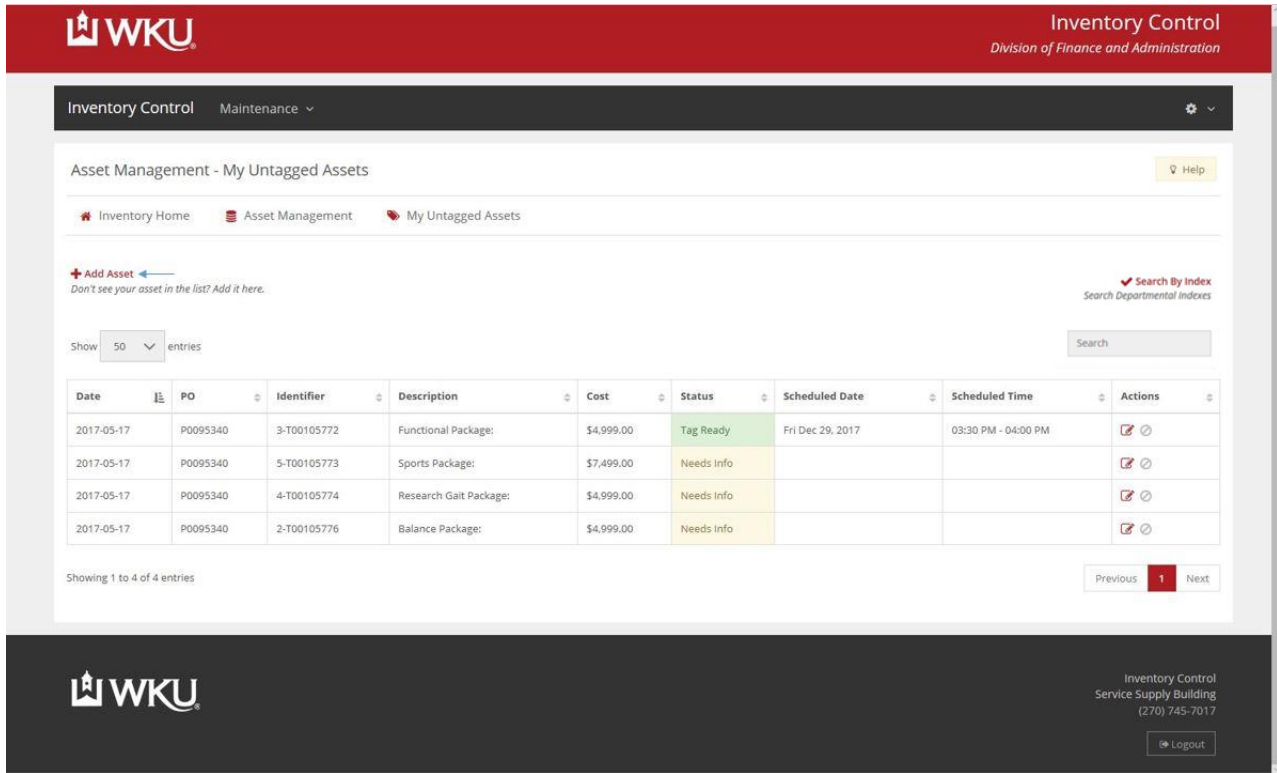 WKU
Inventory Control
Division of Finance and Administration
Inventory Control Maintenance
Asset Management - My Untagged Assets
Help
Inventory Home Asset Management My Untagged Assets
Add Asset
Don't see your asset in the list? Add it here.
Search By Index
Search Departmental Indexes
Show 50 entries
Search
Date PO Identifier Description Cost Status Scheduled Date Scheduled Time Actions
2017-05-17 P0095340 3-T00105772 Functional Package: $4,999.00 Tag Ready Fri Dec 29, 2017 03:30 PM - 04:00 PM
2017-05-17 P0095340 5-T00105773 Sports Package: $7,499.00 Needs Info
2017-05-17 P0095340 4-T00105774 Research Gait Package: $4,999.00 Needs Info
2017-05-17 P0095340 2-T00105776 Balance Package: $4,999.00 Needs Info
Showing 1 to 4 of 4 entries
Previous 1 Next
WKU
Inventory Control
Service Supply Building
(270) 745-7017
Logout